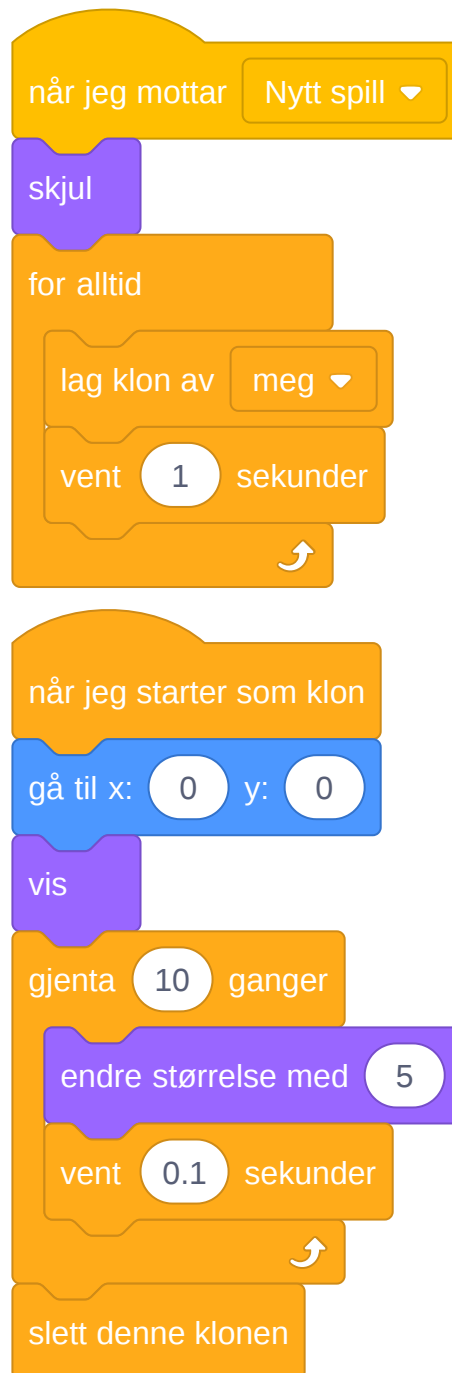 når jeg mottar Nytt spill
skjul
for alltid
lag klon av meg
vent 1 sekunder
når jeg starter som klon
gå til x: 0 y: 0
vis
gjenta 10 ganger
endre størrelse med 5
vent 0.1 sekunder
slett denne klonen